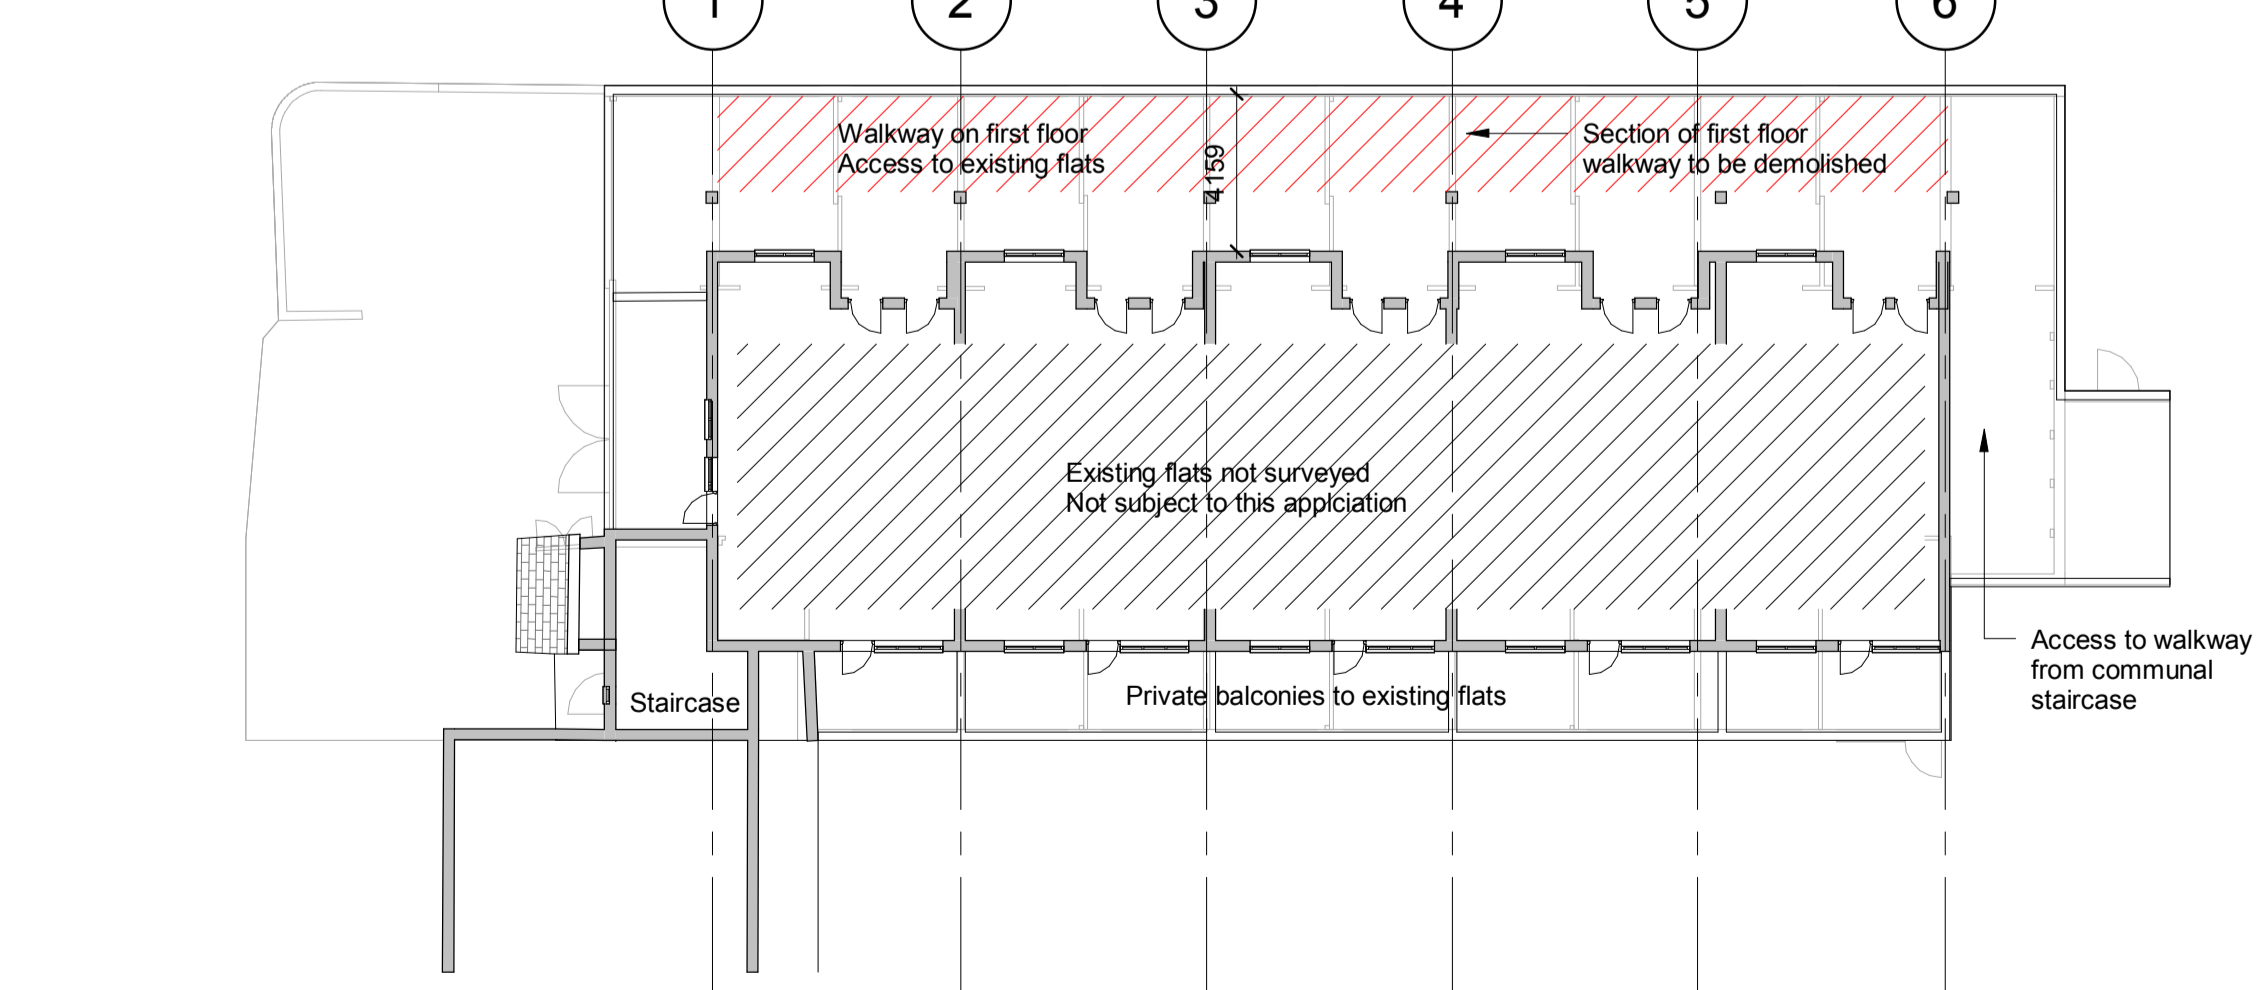 1 2 3 4 5 6
Walkway on first floor
Access to existing flats
4159
Section of first floor
walkway to be demolished
Existing flats not surveyed
Not subject to this applciation
Staircase
Private balconies to existing flats
Access to walkway
from communal
staircase